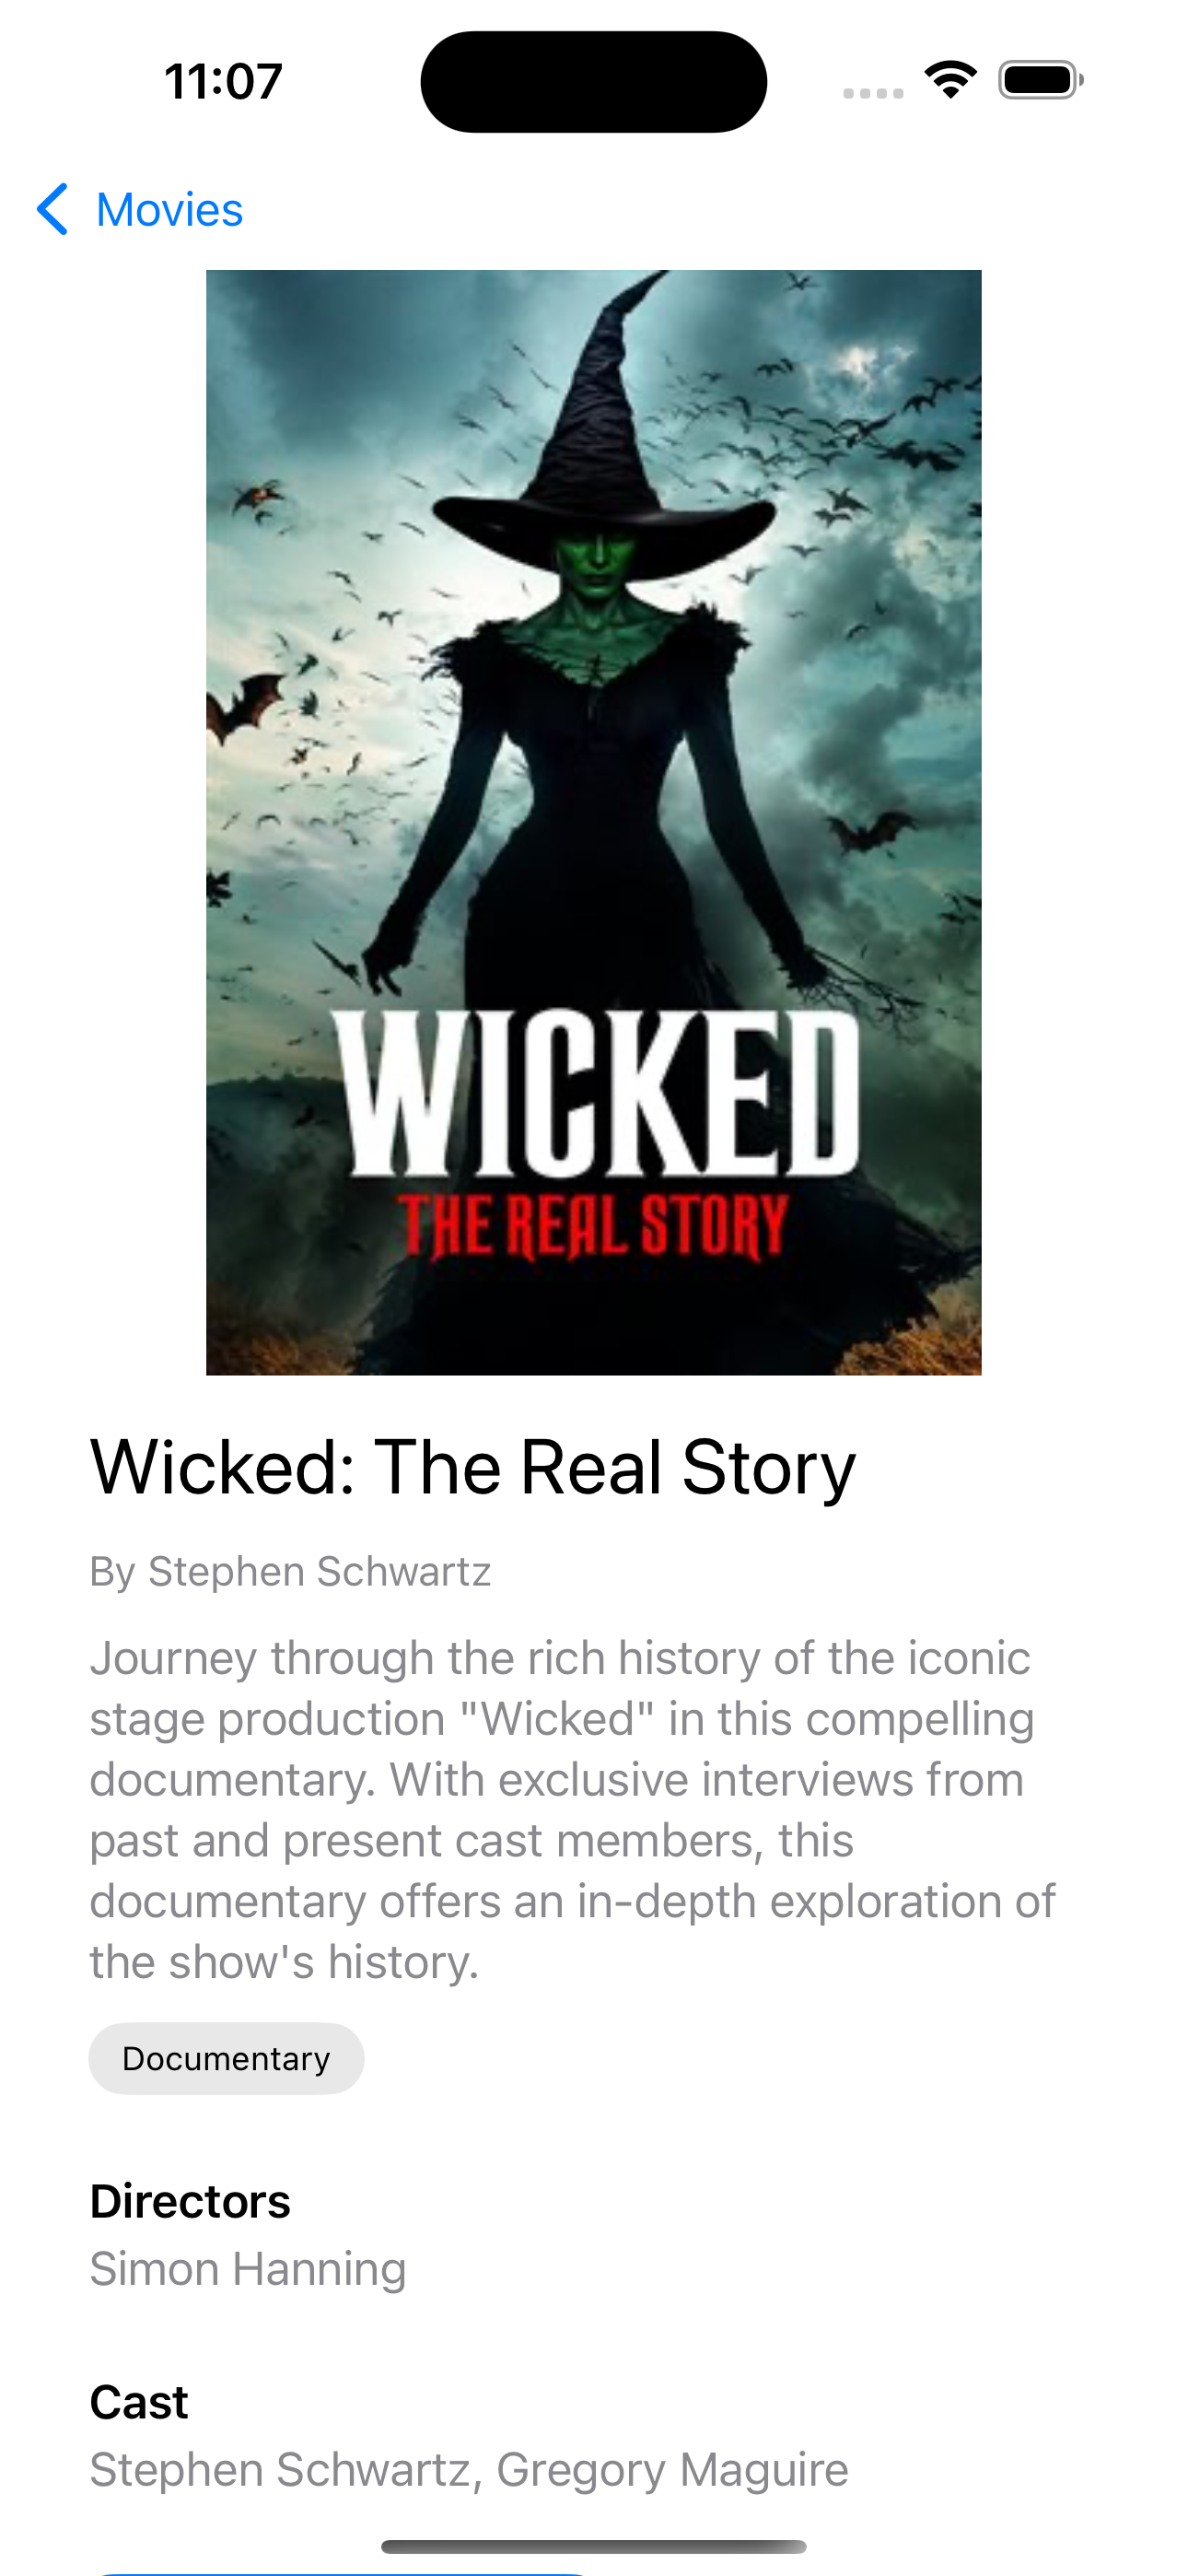 11:07
Movies
WICKED
THE REAL STORY
Wicked: The Real Story
By Stephen Schwartz
Journey through the rich history of the iconic
stage production "Wicked" in this compelling
documentary. With exclusive interviews from
past and present cast members, this
documentary offers an in-depth exploration of
the show's history.
Documentary
Directors
Simon Hanning
Cast
Stephen Schwartz, Gregory Maguire